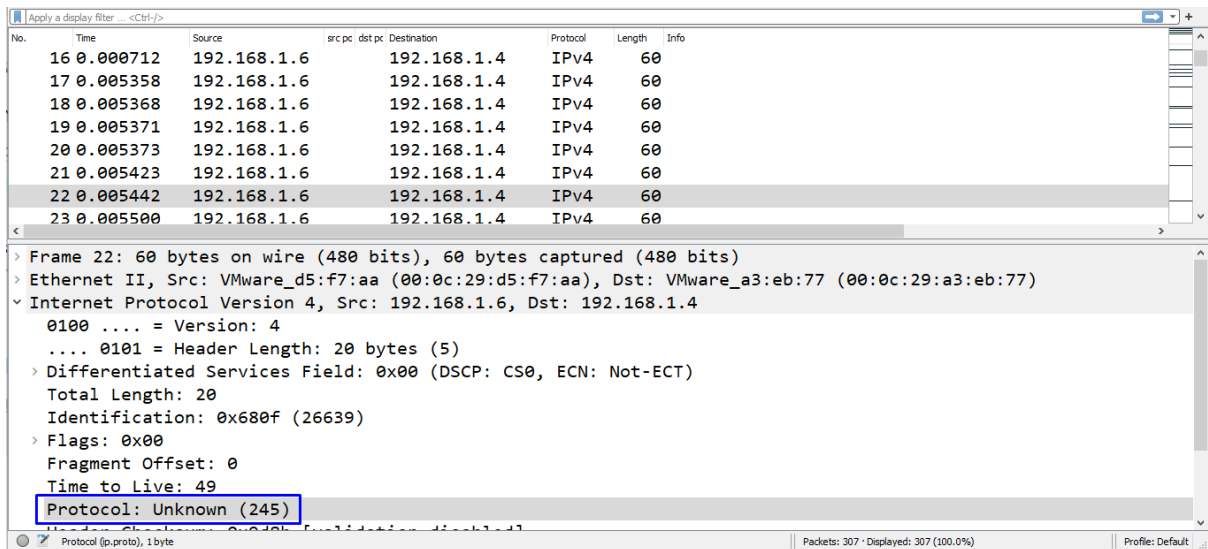 Apply a display filter ... <Ctrl-/>
No. Time Source src pc dst pc Destination Protocol Length Info
16 0.000712 192.168.1.6 192.168.1.4 IPv4 60
17 0.005358 192.168.1.6 192.168.1.4 IPv4 60
18 0.005368 192.168.1.6 192.168.1.4 IPv4 60
19 0.005371 192.168.1.6 192.168.1.4 IPv4 60
20 0.005373 192.168.1.6 192.168.1.4 IPv4 60
21 0.005423 192.168.1.6 192.168.1.4 IPv4 60
22 0.005442 192.168.1.6 192.168.1.4 IPv4 60
23 0.005500 192.168.1.6 192.168.1.4 IPv4 60
Frame 22: 60 bytes on wire (480 bits), 60 bytes captured (480 bits)
Ethernet II, Src: VMware_d5:f7:aa (00:0c:29:d5:f7:aa), Dst: VMware_a3:eb:77 (00:0c:29:a3:eb:77)
Internet Protocol Version 4, Src: 192.168.1.6, Dst: 192.168.1.4
0100 .... = Version: 4
.... 0101 = Header Length: 20 bytes (5)
Differentiated Services Field: 0x00 (DSCP: CS0, ECN: Not-ECT)
Total Length: 20
Identification: 0x680f (26639)
Flags: 0x00
Fragment Offset: 0
Time to Live: 49
Protocol: Unknown (245)
Header Checksum: [validation disabled]
Protocol (ip.proto), 1 byte Packets: 307 · Displayed: 307 (100.0%) Profile: Default